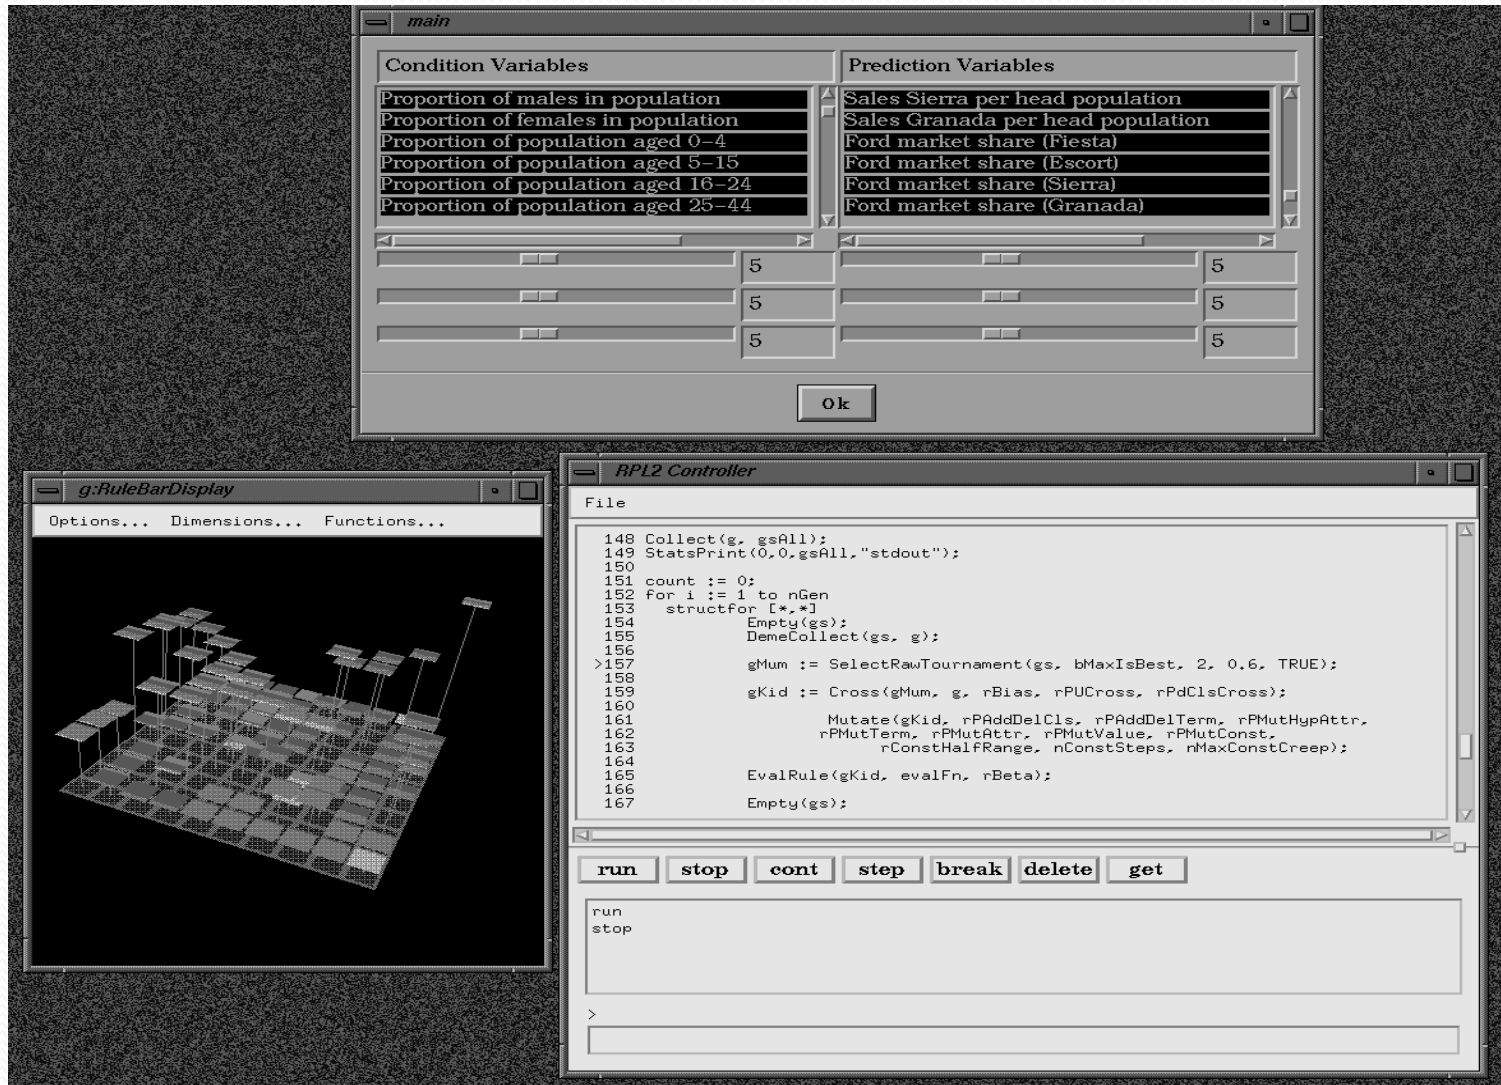 main
Condition Variables
Prediction Variables
Proportion of males in population
Proportion of females in population
Proportion of population aged 0-4
Proportion of population aged 5-15
Proportion of population aged 16-24
Proportion of population aged 25-44
Sales Sierra per head population
Sales Granada per head population
Ford market share (Fiesta)
Ford market share (Escort)
Ford market share (Sierra)
Ford market share (Granada)
5
5
5
5
5
5
Ok
g:RuleBarDisplay
Options... Dimensions... Functions...
RPL2 Controller
File
148 Collect(g, gsAll);
149 StatsPrint(0,0,gsAll,"stdout");
150
151 count := 0;
152 for i := 1 to nGen
153 structfor [*,*]
154 Empty(gs);
155 DemeCollect(gs, g);
156
>157 gMum := SelectRawTournament(gs, bMaxIsBest, 2, 0.6, TRUE);
158
159 gKid := Cross(gMum, g, rBias, rPUCross, rPdClsCross);
160
161 Mutate(gKid, rPAddDelCls, rPAddDelTerm, rPMutHypAttr,
162 rPMutTerm, rPMutAttr, rPMutValue, rPMutConst,
163 rConstHalfRange, nConstSteps, nMaxConstCreep);
164
165 EvalRule(gKid, evalFn, rBeta);
166
167 Empty(gs);
run stop cont step break delete get
run
stop
>